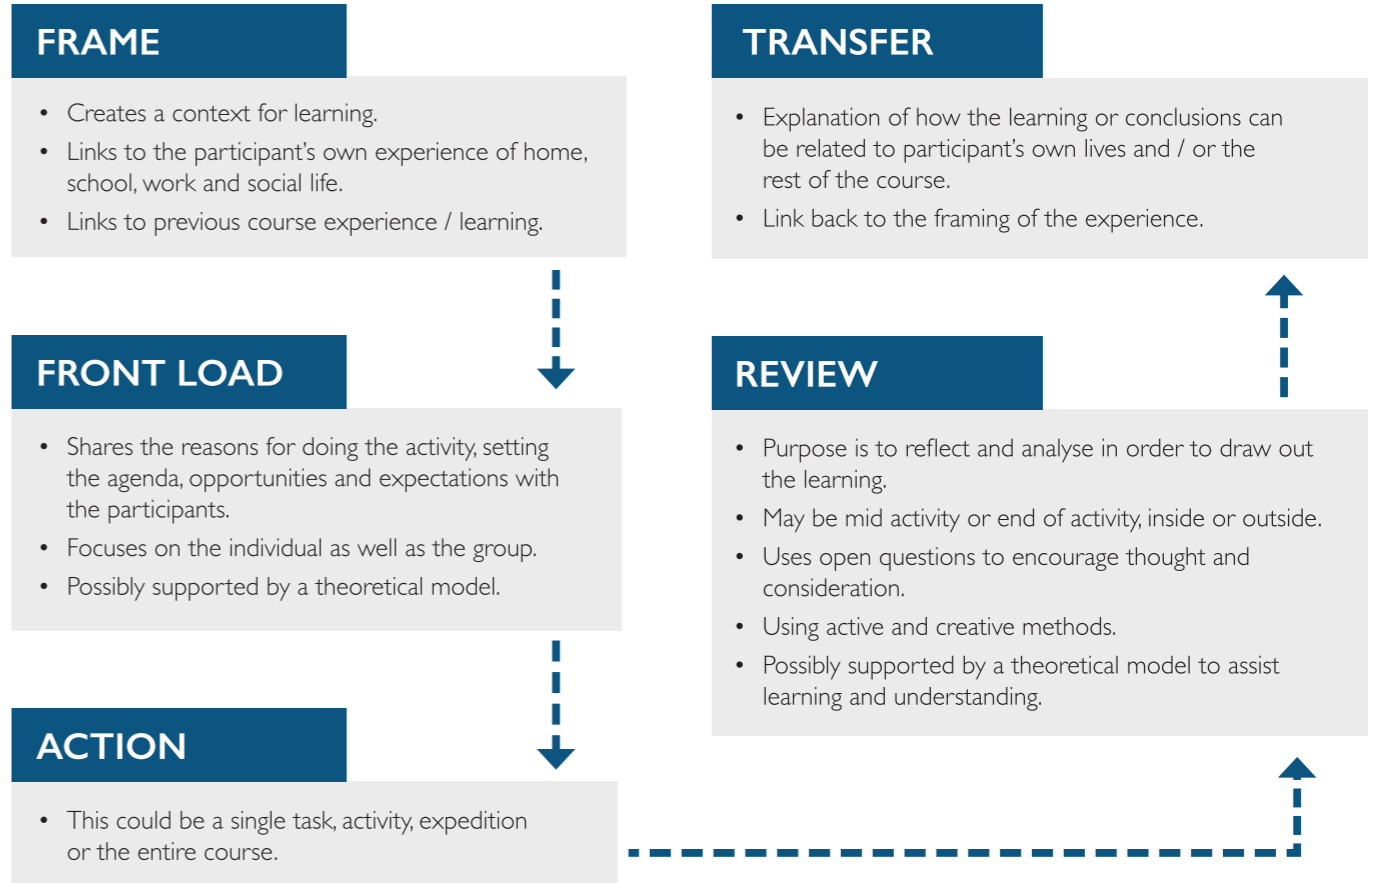 FRAME
• Creates a context for learning.
• Links to the participant's own experience of home,
school, work and social life.
• Links to previous course experience / learning.
FRONT LOAD
• Shares the reasons for doing the activity, setting
the agenda, opportunities and expectations with
the participants.
• Focuses on the individual as well as the group.
• Possibly supported by a theoretical model.
ACTION
• This could be a single task, activity, expedition
or the entire course.
REVIEW
• Purpose is to reflect and analyse in order to draw out
the learning.
• May be mid activity or end of activity, inside or outside.
• Uses open questions to encourage thought and
consideration.
• Using active and creative methods.
• Possibly supported by a theoretical model to assist
learning and understanding.
TRANSFER
• Explanation of how the learning or conclusions can
be related to participant's own lives and / or the
rest of the course.
• Link back to the framing of the experience.